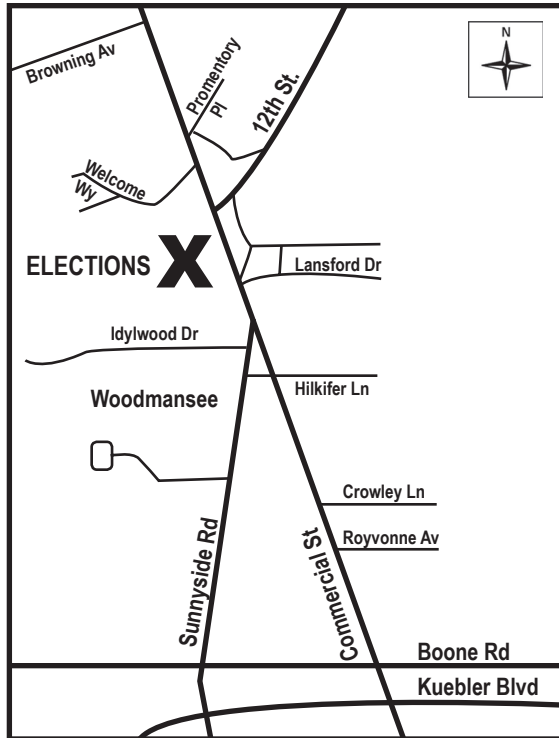 N
Browning Av
Promentory
Pl
12th St.
Welcome
Wy
ELECTIONS X
Lansford Dr
Idylwood Dr
Hilkifer Ln
Woodmansee
Crowley Ln
Royvonne Av
Sunnyside Rd
Commercial St
Boone Rd
Kuebler Blvd